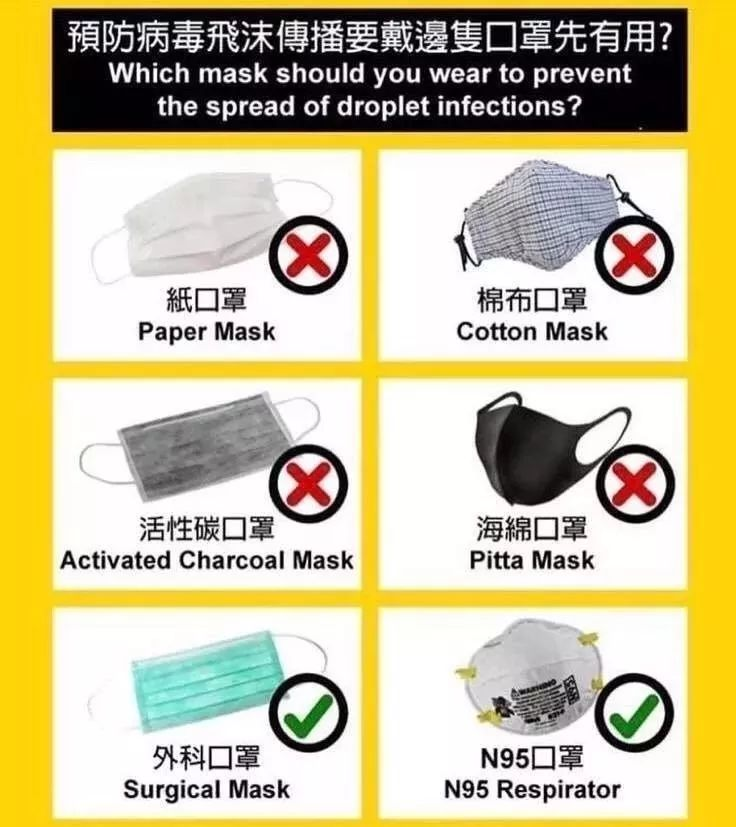 預防病毒飛沫傳播要戴邊隻口罩先有用?
Which mask should you wear to prevent
the spread of droplet infections?
紙口罩
Paper Mask
棉布口罩
Cotton Mask
活性碳口罩
Activated Charcoal Mask
海綿口罩
Pitta Mask
WARNING
外科口罩
Surgical Mask
N95口罩
N95 Respirator